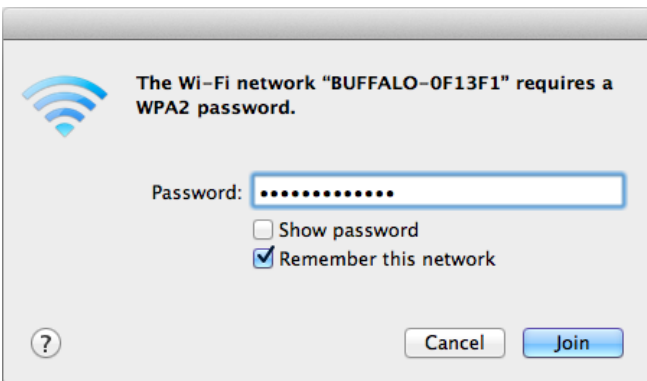 The Wi-Fi network “BUFFALO-0F13F1” requires a
WPA2 password.
Password: •••••••••••••
Show password
Remember this network
?
Cancel
Join